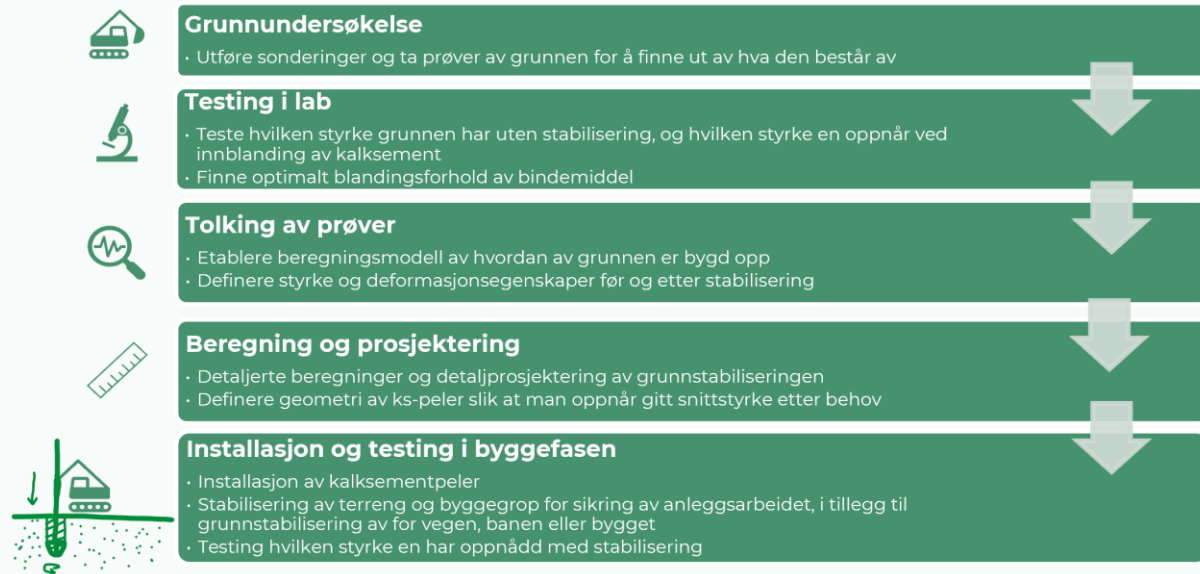 Grunnundersøkelse
• Utføre sonderinger og ta prøver av grunnen for å finne ut av hva den består av
Testing i lab
• Teste hvilken styrke grunnen har uten stabilisering, og hvilken styrke en oppnår ved
innblanding av kalksement
• Finne optimalt blandingsforhold av bindemiddel
Tolking av prøver
• Etablere beregningsmodell av hvordan av grunnen er bygd opp
• Definere styrke og deformasjonsegenskaper før og etter stabilisering
Beregning og prosjektering
• Detaljerte beregninger og detaljprosjektering av grunnstabiliseringen
• Definere geometri av ks-peler slik at man oppnår gitt snittstyrke etter behov
Installasjon og testing i byggefasen
• Installasjon av kalksementpeler
• Stabilisering av terreng og byggegrop for sikring av anleggsarbeidet, i tillegg til
grunnstabilisering av for vegen, banen eller bygget
• Testing hvilken styrke en har oppnådd med stabilisering